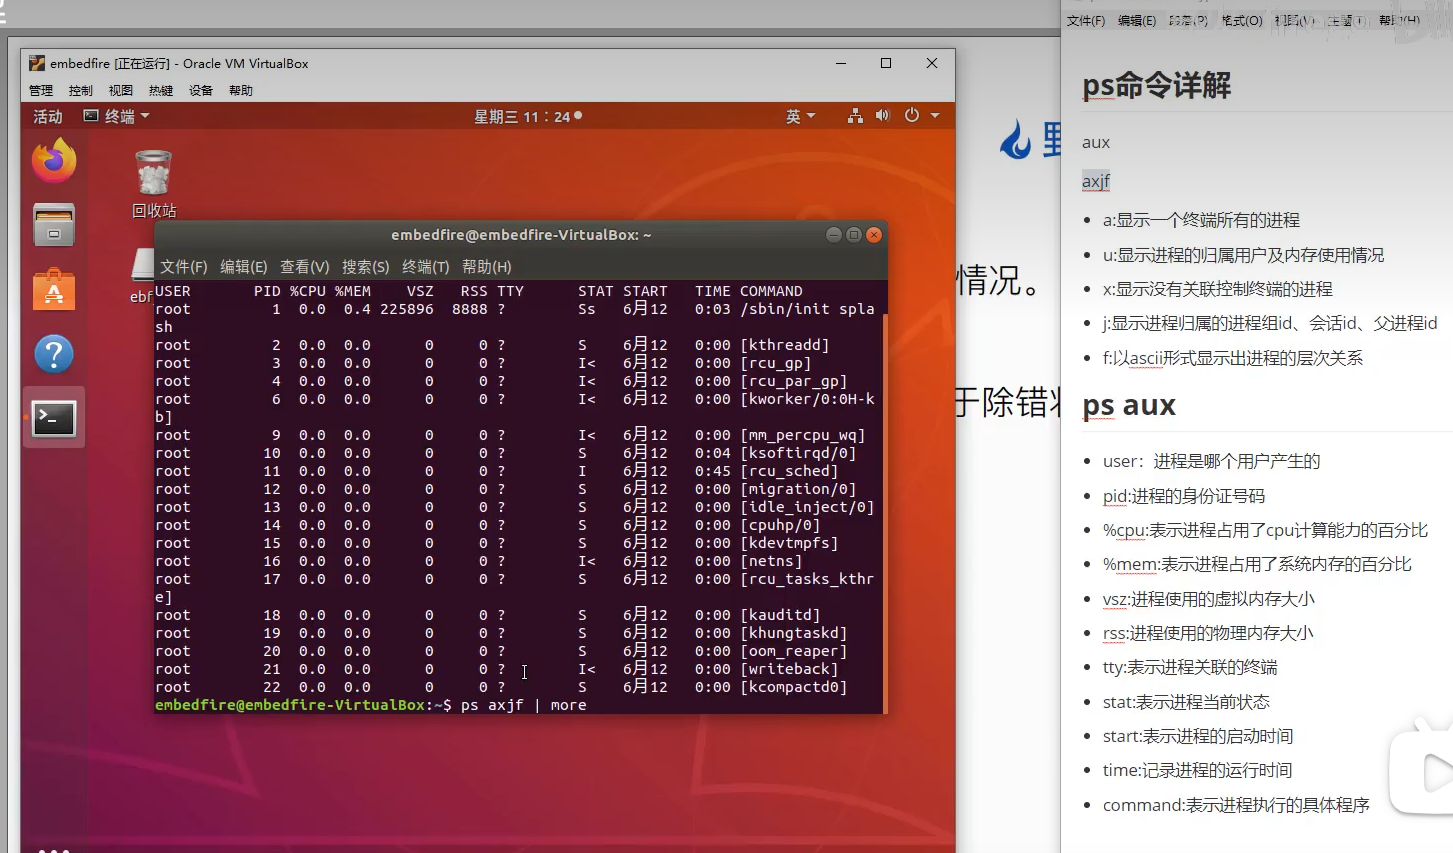 文件(F) 编辑(E) 段落(P) 格式(O) 视图(V) 主题(T) 帮助(H)
embedfire [正在运行] - Oracle VM VirtualBox
管理 控制 视图 热键 设备 帮助
活动 终端 星期三 11：24 英
回收站
ebf
embedfire@embedfire-VirtualBox: ~
文件(F) 编辑(E) 查看(V) 搜索(S) 终端(T) 帮助(H)
USER PID %CPU %MEM VSZ RSS TTY STAT START TIME COMMAND
root 1 0.0 0.4 225896 8888 ? Ss 6月12 0:03 /sbin/init spla
sh
root 2 0.0 0.0 0 0 ? S 6月12 0:00 [kthreadd]
root 3 0.0 0.0 0 0 ? I< 6月12 0:00 [rcu_gp]
root 4 0.0 0.0 0 0 ? I< 6月12 0:00 [rcu_par_gp]
root 6 0.0 0.0 0 0 ? I< 6月12 0:00 [kworker/0:0H-k
b]
root 9 0.0 0.0 0 0 ? I< 6月12 0:00 [mm_percpu_wq]
root 10 0.0 0.0 0 0 ? S 6月12 0:04 [ksoftirqd/0]
root 11 0.0 0.0 0 0 ? I 6月12 0:45 [rcu_sched]
root 12 0.0 0.0 0 0 ? S 6月12 0:00 [migration/0]
root 13 0.0 0.0 0 0 ? S 6月12 0:00 [idle_inject/0]
root 14 0.0 0.0 0 0 ? S 6月12 0:00 [cpuhp/0]
root 15 0.0 0.0 0 0 ? S 6月12 0:00 [kdevtmpfs]
root 16 0.0 0.0 0 0 ? I< 6月12 0:00 [netns]
root 17 0.0 0.0 0 0 ? S 6月12 0:00 [rcu_tasks_kthr
e]
root 18 0.0 0.0 0 0 ? S 6月12 0:00 [kauditd]
root 19 0.0 0.0 0 0 ? S 6月12 0:00 [khungtaskd]
root 20 0.0 0.0 0 0 ? S 6月12 0:00 [oom_reaper]
root 21 0.0 0.0 0 0 ? I< 6月12 0:00 [writeback]
root 22 0.0 0.0 0 0 ? S 6月12 0:00 [kcompactd0]
embedfire@embedfire-VirtualBox:~$ ps axjf | more
情况。
于除错
ps命令详解
aux
axjf
a:显示一个终端所有的进程
u:显示进程的归属用户及内存使用情况
x:显示没有关联控制终端的进程
j:显示进程归属的进程组id、会话id、父进程id
f:以ascii形式显示出进程的层次关系
ps aux
user：进程是哪个用户产生的
pid:进程的身份证号码
%cpu:表示进程占用了cpu计算能力的百分比
%mem:表示进程占用了系统内存的百分比
vsz:进程使用的虚拟内存大小
rss:进程使用的物理内存大小
tty:表示进程关联的终端
stat:表示进程当前状态
start:表示进程的启动时间
time:记录进程的运行时间
command:表示进程执行的具体程序